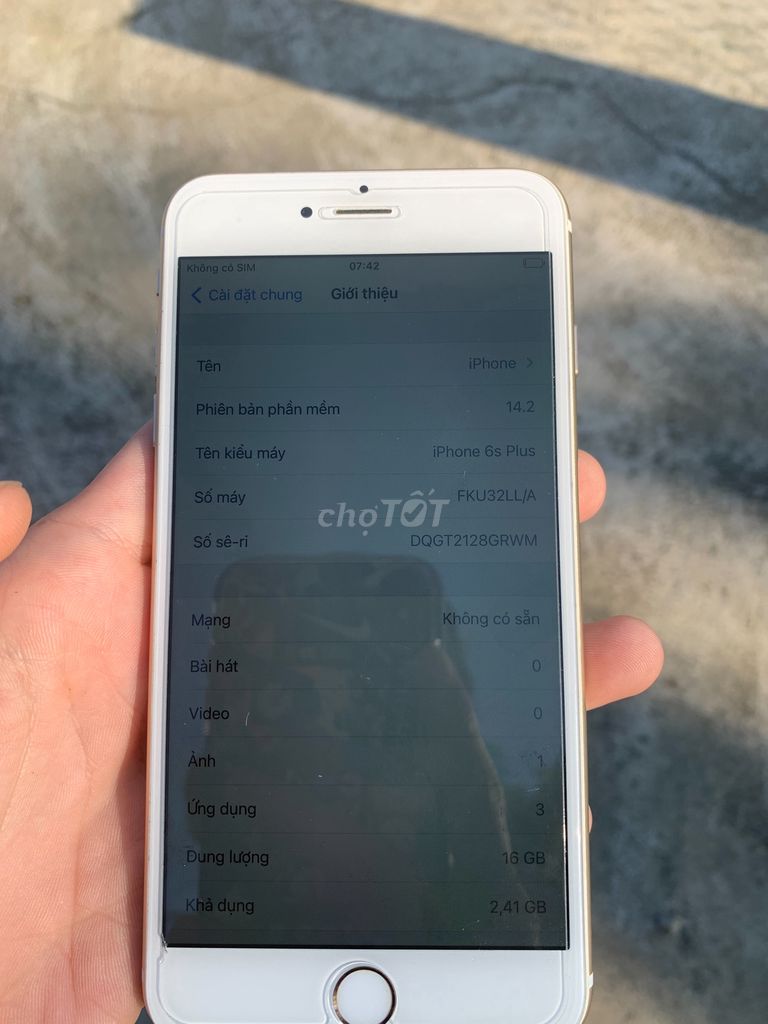 Không có SIM 07:42
Cài đặt chung Giới thiệu
Tên iPhone
Phiên bản phần mềm 14.2
Tên kiểu máy iPhone 6s Plus
Số máy FKU32LL/A
chợTỐT
Số sê-ri DQGT2128GRWM
Mạng Không có sẵn
Bài hát 0
Video 0
Ảnh 1
Ứng dụng 3
Dung lượng 16 GB
Khả dụng 2,41 GB